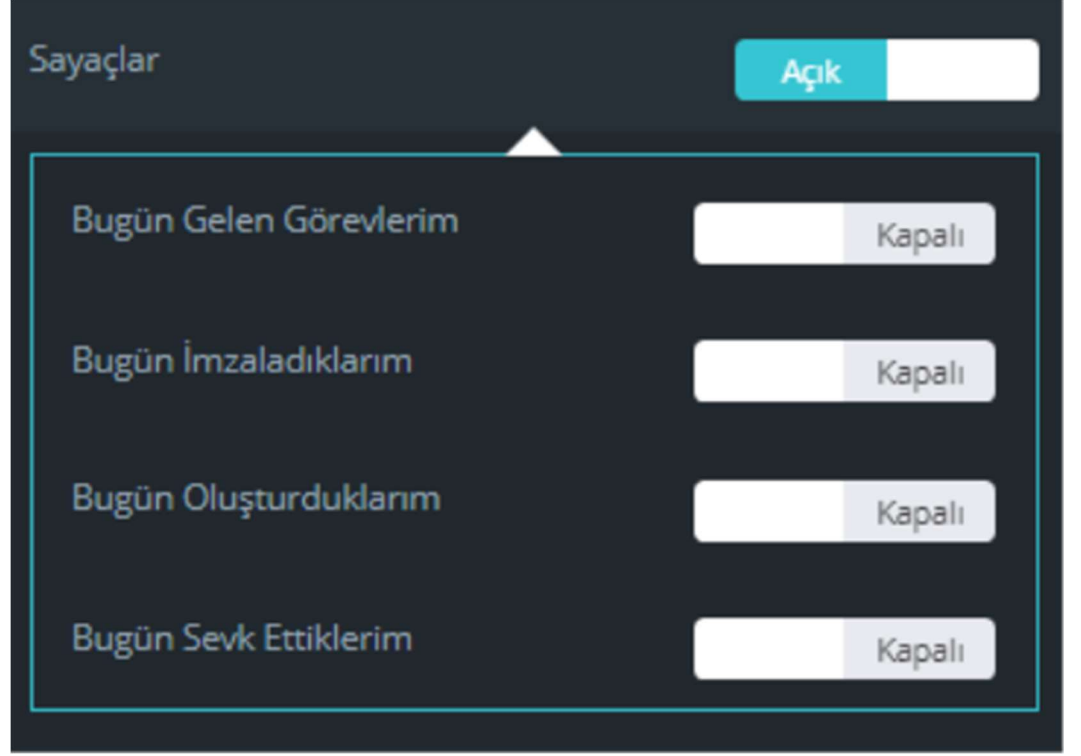 Sayaçlar
Açık
Bugün Gelen Görevlerim
Kapalı
Bugün İmzaladıklarım
Kapalı
Bugün Oluşturduklarım
Kapalı
Bugün Sevk Ettiklerim
Kapalı